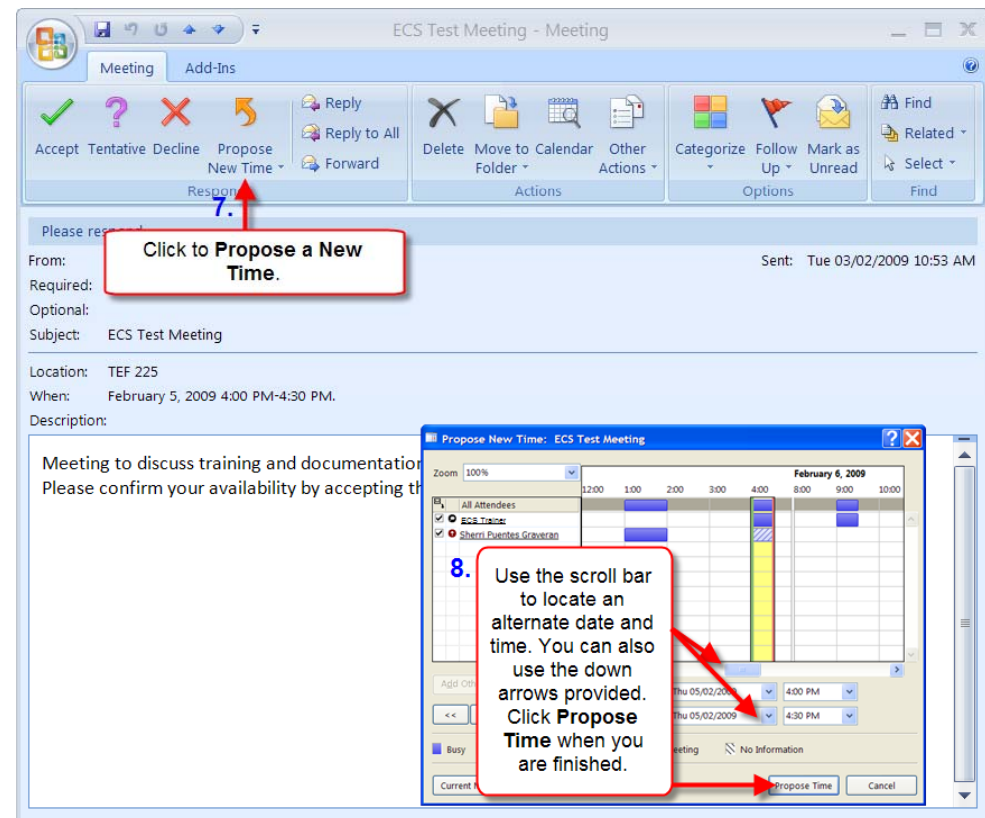 ECS Test Meeting - Meeting
Meeting Add-Ins
Accept
Tentative
Decline
Propose
New Time
Reply
Reply to All
Forward
Respond
Delete
Move to
Folder
Calendar
Other
Actions
Actions
Categorize
Follow
Up
Mark as
Unread
Options
Find
Related
Select
Find
7.
Click to Propose a New
Time.
Please respond
From:
Sent: Tue 03/02/2009 10:53 AM
Required:
Optional:
Subject: ECS Test Meeting
Location: TEF 225
When: February 5, 2009 4:00 PM-4:30 PM.
Description:
Meeting to discuss training and documentation
Please confirm your availability by accepting
Propose New Time: ECS Test Meeting
Zoom 100%
February 6, 2009
12:00 1:00 2:00 3:00 4:00 8:00 9:00 10:00
All Attendees
ECS Trainer
Sherri Puentes Graveran
8.
Use the scroll bar
to locate an
alternate date and
time. You can also
use the down
arrows provided.
Click Propose
Time when you
are finished.
Add
Thu 05/02/2009 4:00 PM
<<
Thu 05/02/2009 4:30 PM
Busy
No Information
Current
Propose Time
Cancel